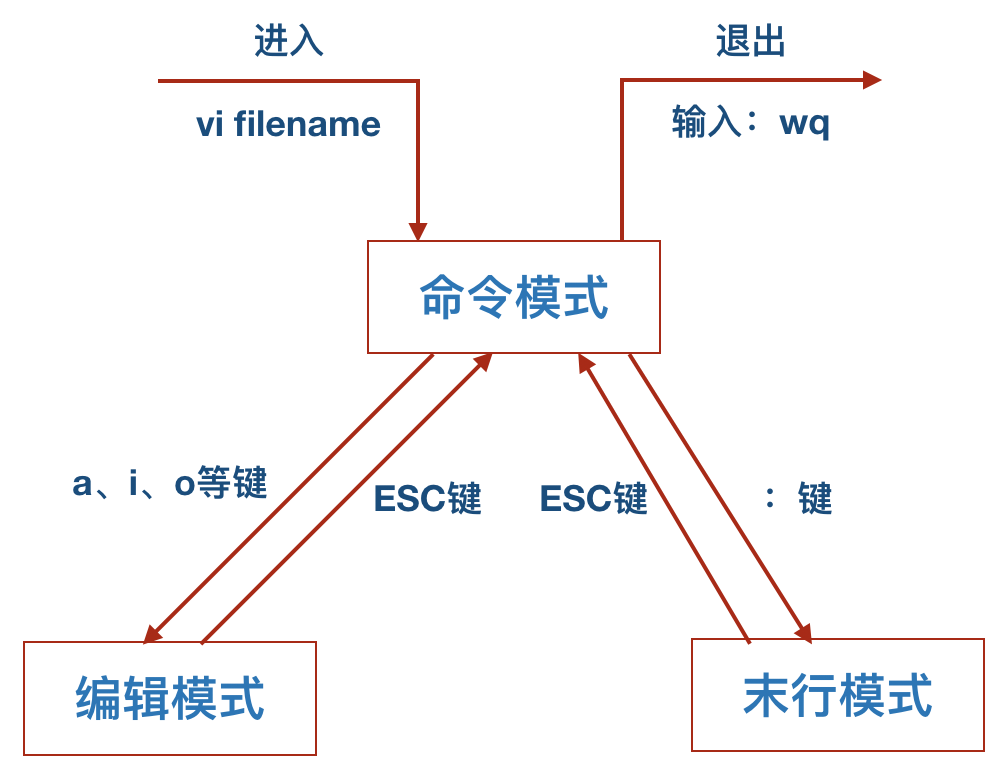 进入
退出
vi filename
输入：wq
命令模式
a、i、o等键
ESC键
ESC键
：键
编辑模式
末行模式